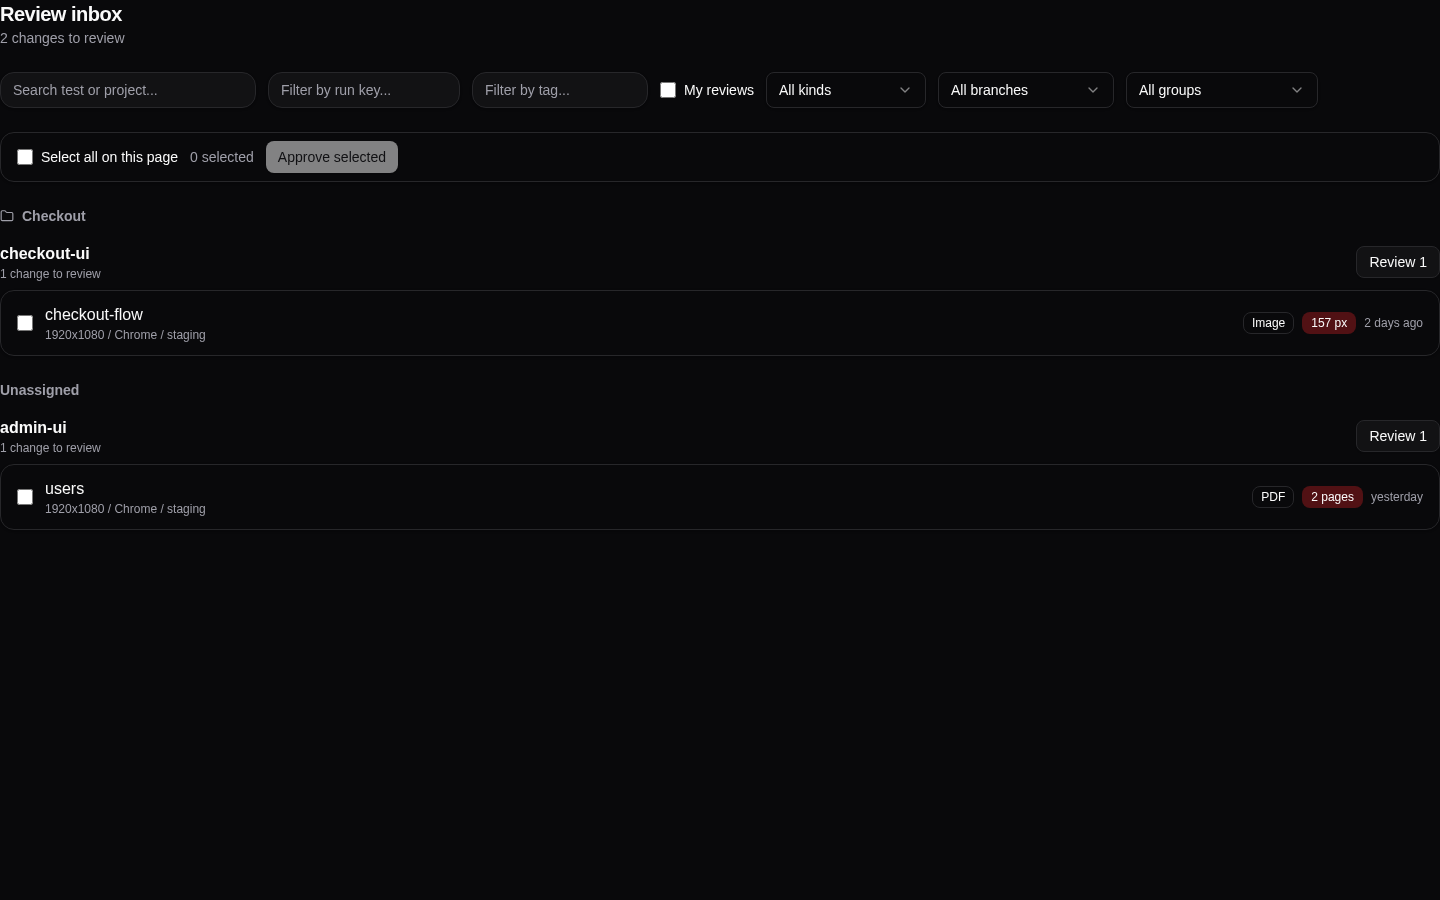 Review inbox
2 changes to review
Search test or project... Filter by run key... Filter by tag... My reviews All kinds All branches All groups
Select all on this page 0 selected Approve selected
Checkout
checkout-ui
1 change to review
Review 1
checkout-flow
1920x1080 / Chrome / staging
Image 157 px 2 days ago
Unassigned
admin-ui
1 change to review
Review 1
users
1920x1080 / Chrome / staging
PDF 2 pages yesterday